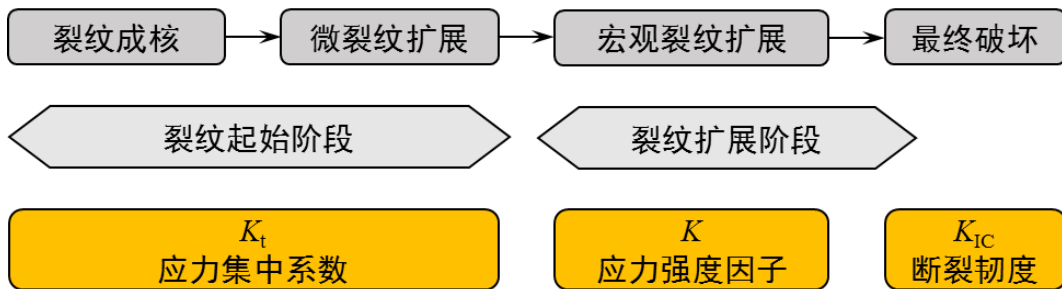 裂纹成核
微裂纹扩展
宏观裂纹扩展
最终破坏
裂纹起始阶段
裂纹扩展阶段
Kt
应力集中系数
K
应力强度因子
KIC
断裂韧度